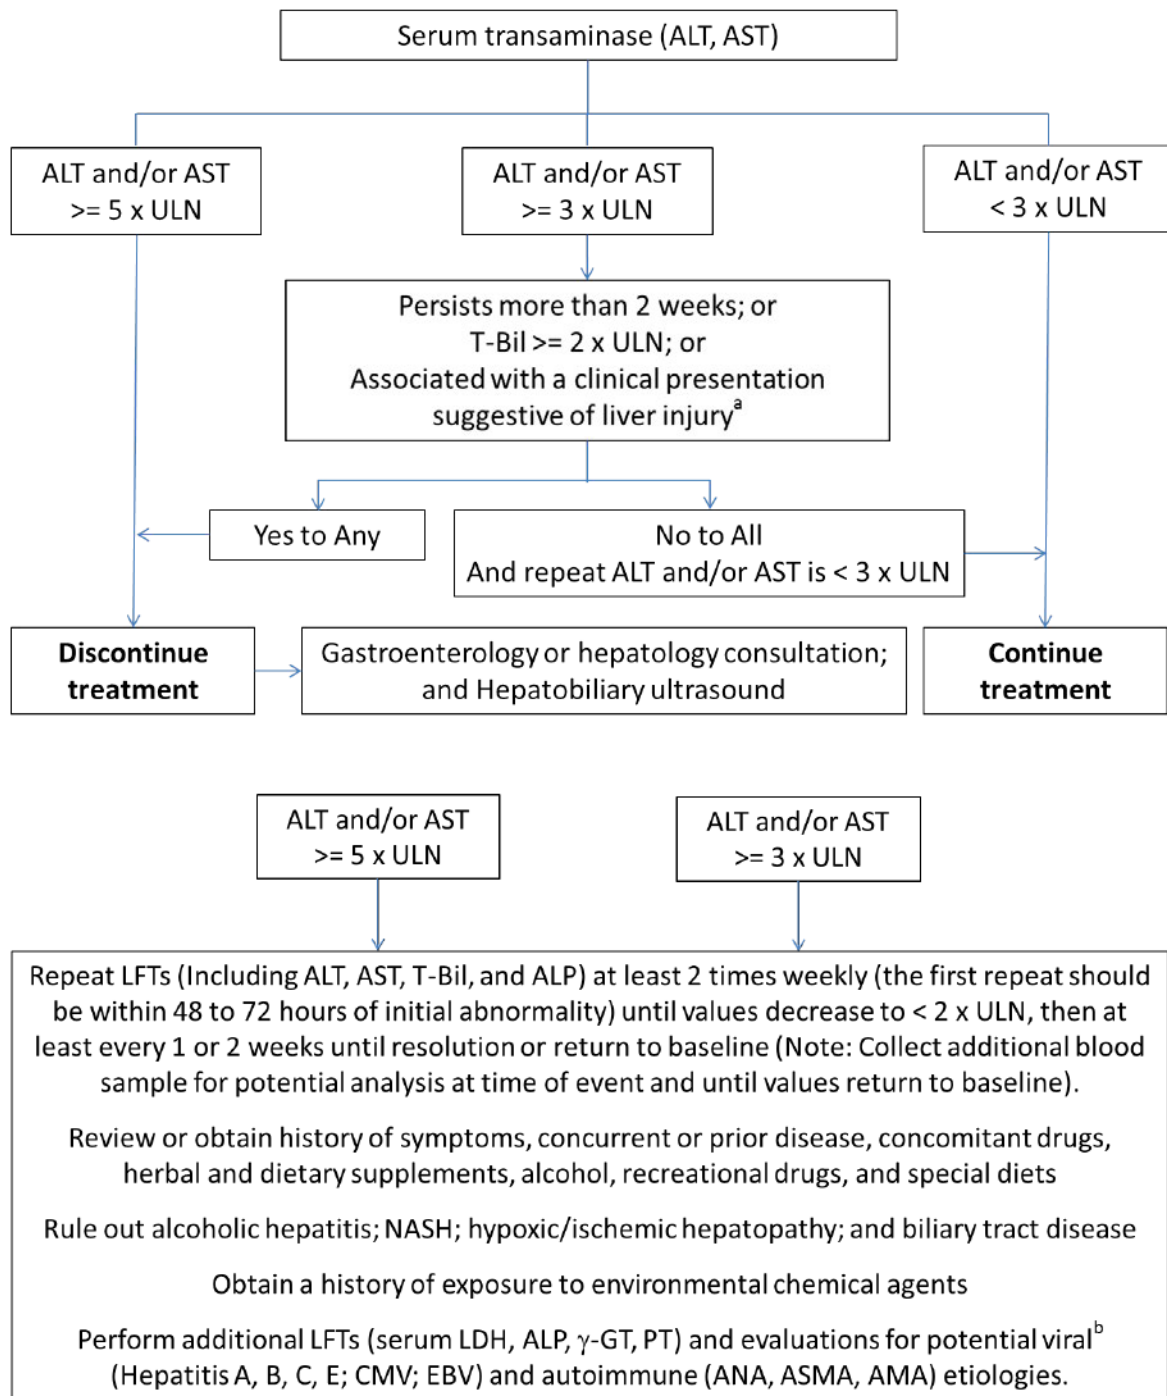 Serum transaminase (ALT, AST)
ALT and/or AST
>= 5 x ULN
ALT and/or AST
>= 3 x ULN
ALT and/or AST
< 3 x ULN
Persists more than 2 weeks; or
T-Bil >= 2 x ULN; or
Associated with a clinical presentation
suggestive of liver injury^a
Yes to Any
No to All
And repeat ALT and/or AST is < 3 x ULN
Discontinue
treatment
Gastroenterology or hepatology consultation;
and Hepatobiliary ultrasound
Continue
treatment
ALT and/or AST
>= 5 x ULN
ALT and/or AST
>= 3 x ULN
Repeat LFTs (Including ALT, AST, T-Bil, and ALP) at least 2 times weekly (the first repeat should
be within 48 to 72 hours of initial abnormality) until values decrease to < 2 x ULN, then at
least every 1 or 2 weeks until resolution or return to baseline (Note: Collect additional blood
sample for potential analysis at time of event and until values return to baseline).
Review or obtain history of symptoms, concurrent or prior disease, concomitant drugs,
herbal and dietary supplements, alcohol, recreational drugs, and special diets
Rule out alcoholic hepatitis; NASH; hypoxic/ischemic hepatopathy; and biliary tract disease
Obtain a history of exposure to environmental chemical agents
Perform additional LFTs (serum LDH, ALP, γ-GT, PT) and evaluations for potential viral^b
(Hepatitis A, B, C, E; CMV; EBV) and autoimmune (ANA, ASMA, AMA) etiologies.